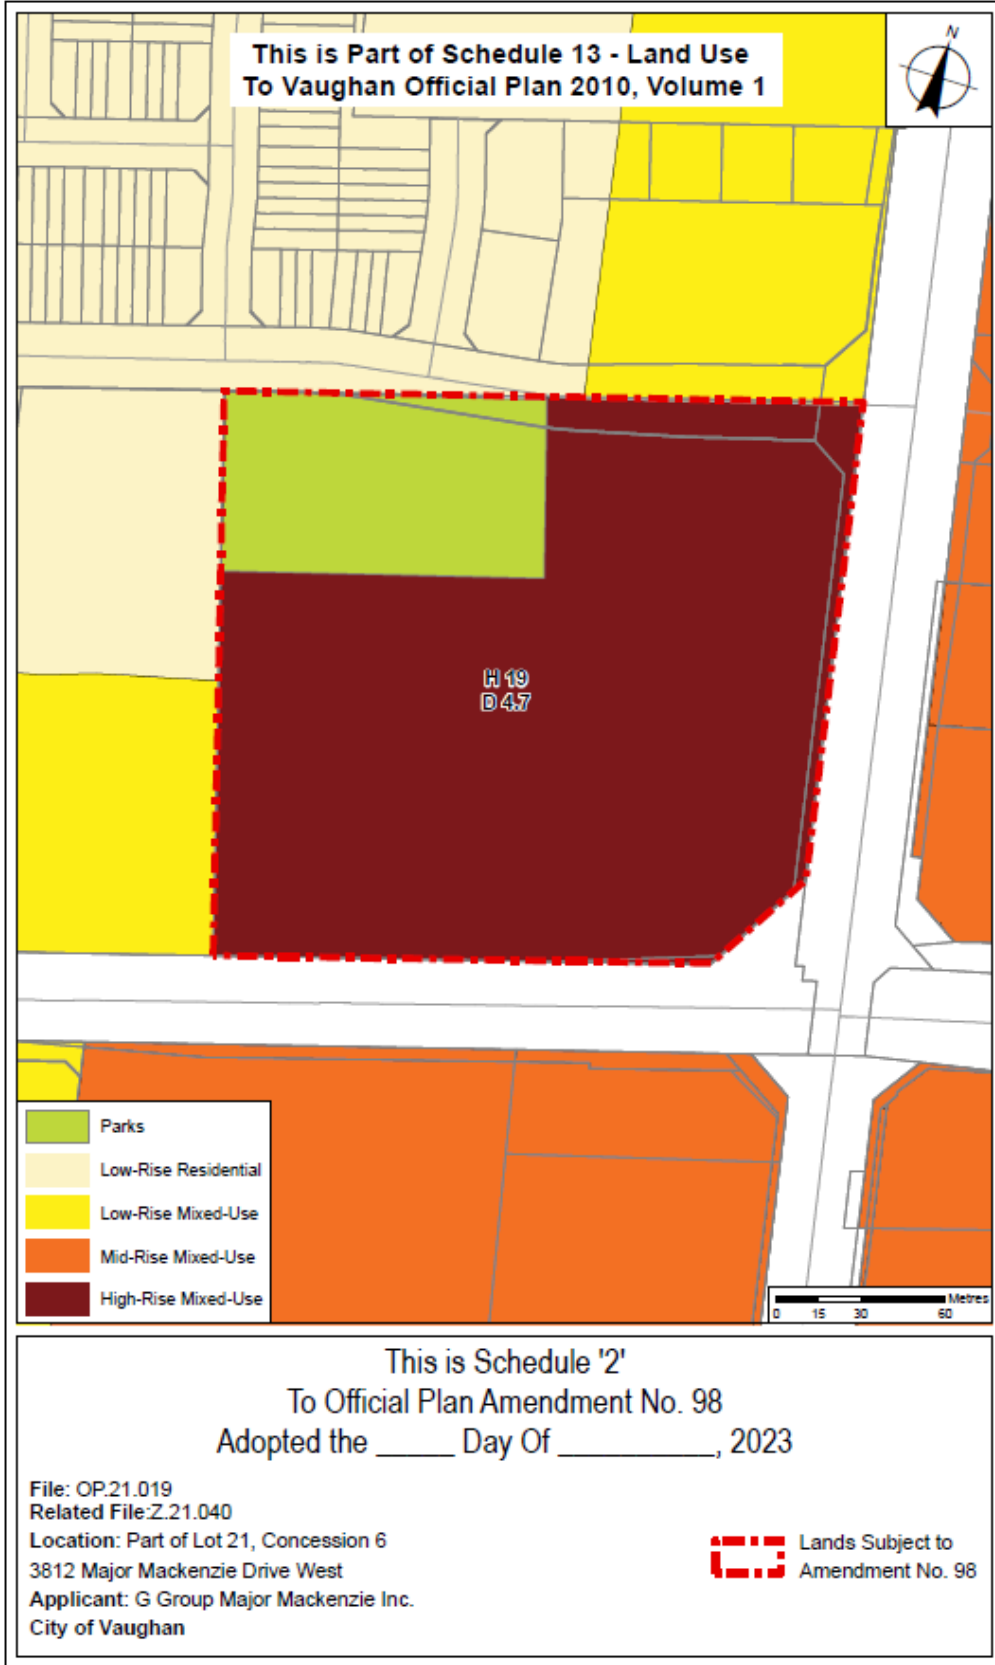 This is Part of Schedule 13 - Land Use
To Vaughan Official Plan 2010, Volume 1
N
H 19
D 4.7
Parks
Low-Rise Residential
Low-Rise Mixed-Use
Mid-Rise Mixed-Use
High-Rise Mixed-Use
Metres
0 15 30 60
This is Schedule '2'
To Official Plan Amendment No. 98
Adopted the _____ Day Of __________, 2023
File: OP.21.019
Related File:Z.21.040
Location: Part of Lot 21, Concession 6
3812 Major Mackenzie Drive West
Applicant: G Group Major Mackenzie Inc.
City of Vaughan
Lands Subject to
Amendment No. 98